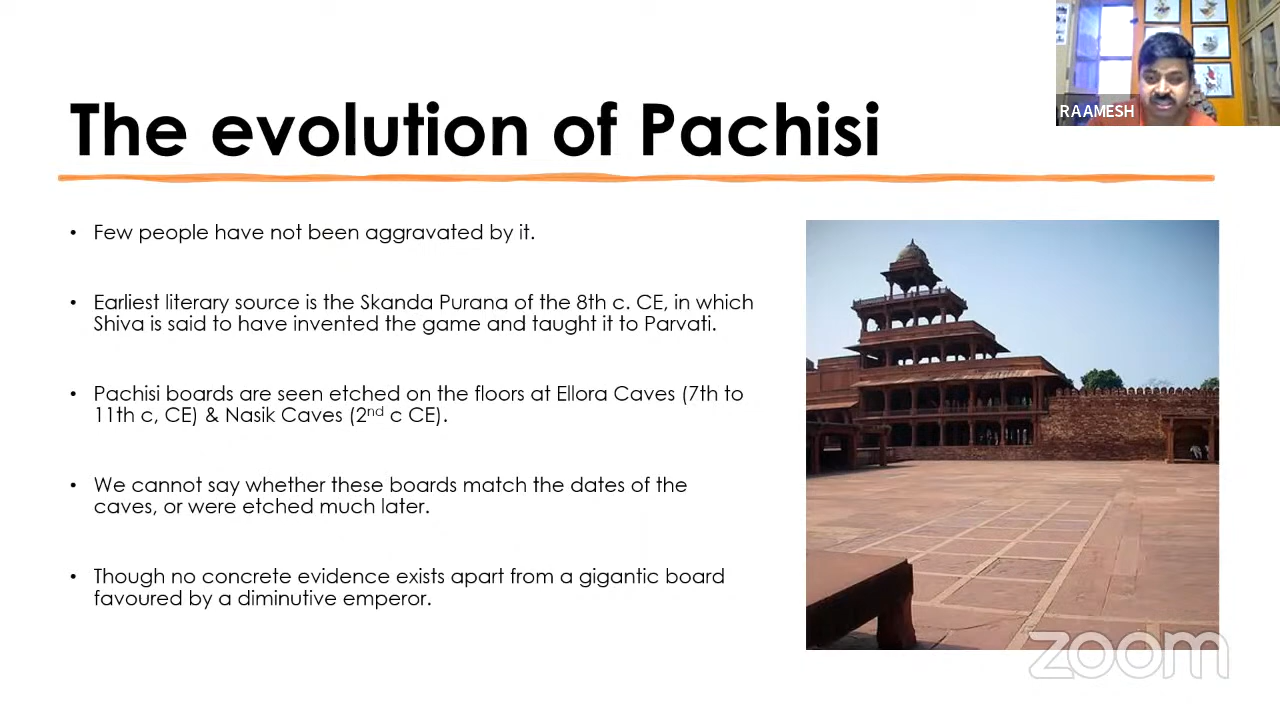 RAAMESH
The evolution of Pachisi
• Few people have not been aggravated by it.
• Earliest literary source is the Skanda Purana of the 8th c. CE, in which
Shiva is said to have invented the game and taught it to Parvati.
• Pachisi boards are seen etched on the floors at Ellora Caves (7th to
11th c, CE) & Nasik Caves (2nd c CE).
• We cannot say whether these boards match the dates of the
caves, or were etched much later.
• Though no concrete evidence exists apart from a gigantic board
favoured by a diminutive emperor.
zoom